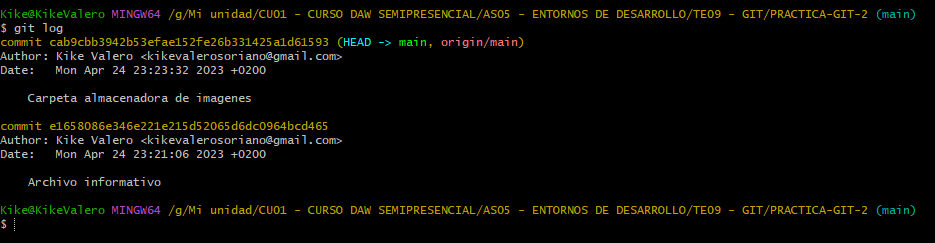 Kike@KikeValero MINGW64 /g/Mi unidad/CU01 - CURSO DAW SEMIPRESENCIAL/AS05 - ENTORNOS DE DESARROLLO/TE09 - GIT/PRACTICA-GIT-2 (main)
$ git log
commit cab9cbb3942b53efae152fe26b331425a1d61593 (HEAD -> main, origin/main)
Author: Kike Valero <kikevalerosoriano@gmail.com>
Date:   Mon Apr 24 23:23:32 2023 +0200
    Carpeta almacenadora de imagenes
commit e1658086e346e221e215d52065d6dc0964bcd465
Author: Kike Valero <kikevalerosoriano@gmail.com>
Date:   Mon Apr 24 23:21:06 2023 +0200
    Archivo informativo
Kike@KikeValero MINGW64 /g/Mi unidad/CU01 - CURSO DAW SEMIPRESENCIAL/AS05 - ENTORNOS DE DESARROLLO/TE09 - GIT/PRACTICA-GIT-2 (main)
$